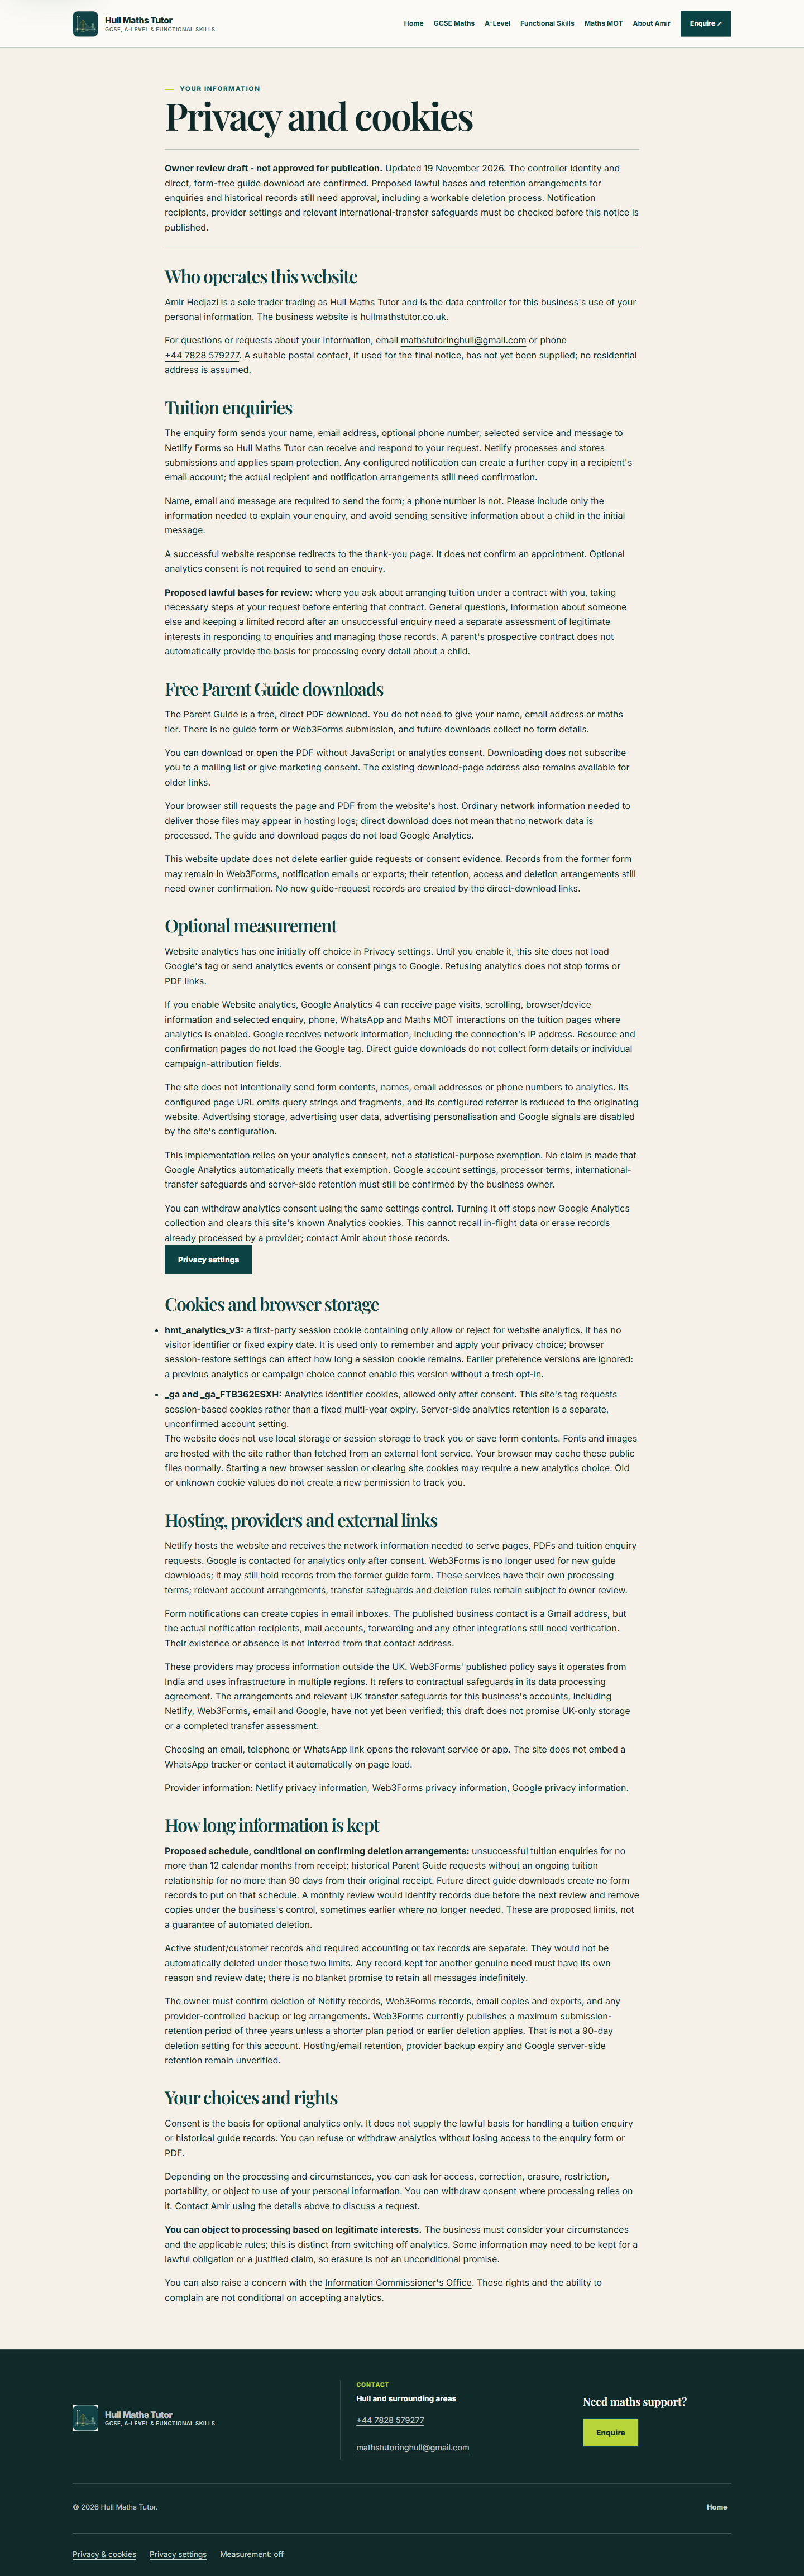 Hull Maths Tutor
GCSE, A-LEVEL & FUNCTIONAL SKILLS
Home GCSE Maths A-Level Functional Skills Maths MOT About Amir Enquire ↗
YOUR INFORMATION
Privacy and cookies
Owner review draft - not approved for publication. Updated 19 November 2026. The controller identity and
direct, form-free guide download are confirmed. Proposed lawful bases and retention arrangements for
enquiries and historical records still need approval, including a workable deletion process. Notification
recipients, provider settings and relevant international-transfer safeguards must be checked before this notice is
published.
Who operates this website
Amir Hedjazi is a sole trader trading as Hull Maths Tutor and is the data controller for this business's use of your
personal information. The business website is hullmathstutor.co.uk.
For questions or requests about your information, email mathstutoringhull@gmail.com or phone
+44 7828 579277. A suitable postal contact, if used for the final notice, has not yet been supplied; no residential
address is assumed.
Tuition enquiries
The enquiry form sends your name, email address, optional phone number, selected service and message to
Netlify Forms so Hull Maths Tutor can receive and respond to your request. Netlify processes and stores
submissions and applies spam protection. Any configured notification can create a further copy in a recipient's
email account; the actual recipient and notification arrangements still need confirmation.
Name, email and message are required to send the form; a phone number is not. Please include only the
information needed to explain your enquiry, and avoid sending sensitive information about a child in the initial
message.
A successful website response redirects to the thank-you page. It does not confirm an appointment. Optional
analytics consent is not required to send an enquiry.
Proposed lawful bases for review: where you ask about arranging tuition under a contract with you, taking
necessary steps at your request before entering that contract. General questions, information about someone
else and keeping a limited record after an unsuccessful enquiry need a separate assessment of legitimate
interests in responding to enquiries and managing those records. A parent's prospective contract does not
automatically provide the basis for processing every detail about a child.
Free Parent Guide downloads
The Parent Guide is a free, direct PDF download. You do not need to give your name, email address or maths
tier. There is no guide form or Web3Forms submission, and future downloads collect no form details.
You can download or open the PDF without JavaScript or analytics consent. Downloading does not subscribe
you to a mailing list or give marketing consent. The existing download-page address also remains available for
older links.
Your browser still requests the page and PDF from the website's host. Ordinary network information needed to
deliver those files may appear in hosting logs; direct download does not mean that no network data is
processed. The guide and download pages do not load Google Analytics.
This website update does not delete earlier guide requests or consent evidence. Records from the former form
may remain in Web3Forms, notification emails or exports; their retention, access and deletion arrangements still
need owner confirmation. No new guide-request records are created by the direct-download links.
Optional measurement
Website analytics has one initially off choice in Privacy settings. Until you enable it, this site does not load
Google's tag or send analytics events or consent pings to Google. Refusing analytics does not stop forms or
PDF links.
If you enable Website analytics, Google Analytics 4 can receive page visits, scrolling, browser/device
information and selected enquiry, phone, WhatsApp and Maths MOT interactions on the tuition pages where
analytics is enabled. Google receives network information, including the connection's IP address. Resource and
confirmation pages do not load the Google tag. Direct guide downloads do not collect form details or individual
campaign-attribution fields.
The site does not intentionally send form contents, names, email addresses or phone numbers to analytics. Its
configured page URL omits query strings and fragments, and its configured referrer is reduced to the originating
website. Advertising storage, advertising user data, advertising personalisation and Google signals are disabled
by the site's configuration.
This implementation relies on your analytics consent, not a statistical-purpose exemption. No claim is made that
Google Analytics automatically meets that exemption. Google account settings, processor terms, international-
transfer safeguards and server-side retention must still be confirmed by the business owner.
You can withdraw analytics consent using the same settings control. Turning it off stops new Google Analytics
collection and clears this site's known Analytics cookies. This cannot recall in-flight data or erase records
already processed by a provider; contact Amir about those records.
Privacy settings
Cookies and browser storage
• hmt_analytics_v3: a first-party session cookie containing only allow or reject for website analytics. It has no
visitor identifier or fixed expiry date. It is used only to remember and apply your privacy choice; browser
session-restore settings can affect how long a session cookie remains. Earlier preference versions are ignored:
a previous analytics or campaign choice cannot enable this version without a fresh opt-in.
• _ga and _ga_FTB362ESXH: Analytics identifier cookies, allowed only after consent. This site's tag requests
session-based cookies rather than a fixed multi-year expiry. Server-side analytics retention is a separate,
unconfirmed account setting.
The website does not use local storage or session storage to track you or save form contents. Fonts and images
are hosted with the site rather than fetched from an external font service. Your browser may cache these public
files normally. Starting a new browser session or clearing site cookies may require a new analytics choice. Old
or unknown cookie values do not create a new permission to track you.
Hosting, providers and external links
Netlify hosts the website and receives the network information needed to serve pages, PDFs and tuition enquiry
requests. Google is contacted for analytics only after consent. Web3Forms is no longer used for new guide
downloads; it may still hold records from the former guide form. These services have their own processing
terms; relevant account arrangements, transfer safeguards and deletion rules remain subject to owner review.
Form notifications can create copies in email inboxes. The published business contact is a Gmail address, but
the actual notification recipients, mail accounts, forwarding and any other integrations still need verification.
Their existence or absence is not inferred from that contact address.
These providers may process information outside the UK. Web3Forms' published policy says it operates from
India and uses infrastructure in multiple regions. It refers to contractual safeguards in its data processing
agreement. The arrangements and relevant UK transfer safeguards for this business's accounts, including
Netlify, Web3Forms, email and Google, have not yet been verified; this draft does not promise UK-only storage
or a completed transfer assessment.
Choosing an email, telephone or WhatsApp link opens the relevant service or app. The site does not embed a
WhatsApp tracker or contact it automatically on page load.
Provider information: Netlify privacy information, Web3Forms privacy information, Google privacy information.
How long information is kept
Proposed schedule, conditional on confirming deletion arrangements: unsuccessful tuition enquiries for no
more than 12 calendar months from receipt; historical Parent Guide requests without an ongoing tuition
relationship for no more than 90 days from their original receipt. Future direct guide downloads create no form
records to put on that schedule. A monthly review would identify records due before the next review and remove
copies under the business's control, sometimes earlier where no longer needed. These are proposed limits, not
a guarantee of automated deletion.
Active student/customer records and required accounting or tax records are separate. They would not be
automatically deleted under those two limits. Any record kept for another genuine need must have its own
reason and review date; there is no blanket promise to retain all messages indefinitely.
The owner must confirm deletion of Netlify records, Web3Forms records, email copies and exports, and any
provider-controlled backup or log arrangements. Web3Forms currently publishes a maximum submission-
retention period of three years unless a shorter plan period or earlier deletion applies. That is not a 90-day
deletion setting for this account. Hosting/email retention, provider backup expiry and Google server-side
retention remain unverified.
Your choices and rights
Consent is the basis for optional analytics only. It does not supply the lawful basis for handling a tuition enquiry
or historical guide records. You can refuse or withdraw analytics without losing access to the enquiry form or
PDF.
Depending on the processing and circumstances, you can ask for access, correction, erasure, restriction,
portability, or object to use of your personal information. You can withdraw consent where processing relies on
it. Contact Amir using the details above to discuss a request.
You can object to processing based on legitimate interests. The business must consider your circumstances
and the applicable rules; this is distinct from switching off analytics. Some information may need to be kept for a
lawful obligation or a justified claim, so erasure is not an unconditional promise.
You can also raise a concern with the Information Commissioner's Office. These rights and the ability to
complain are not conditional on accepting analytics.
Hull Maths Tutor
GCSE, A-LEVEL & FUNCTIONAL SKILLS
CONTACT
Hull and surrounding areas
+44 7828 579277
mathstutoringhull@gmail.com
Need maths support?
Enquire
© 2026 Hull Maths Tutor.
Home
Privacy & cookies Privacy settings Measurement: off